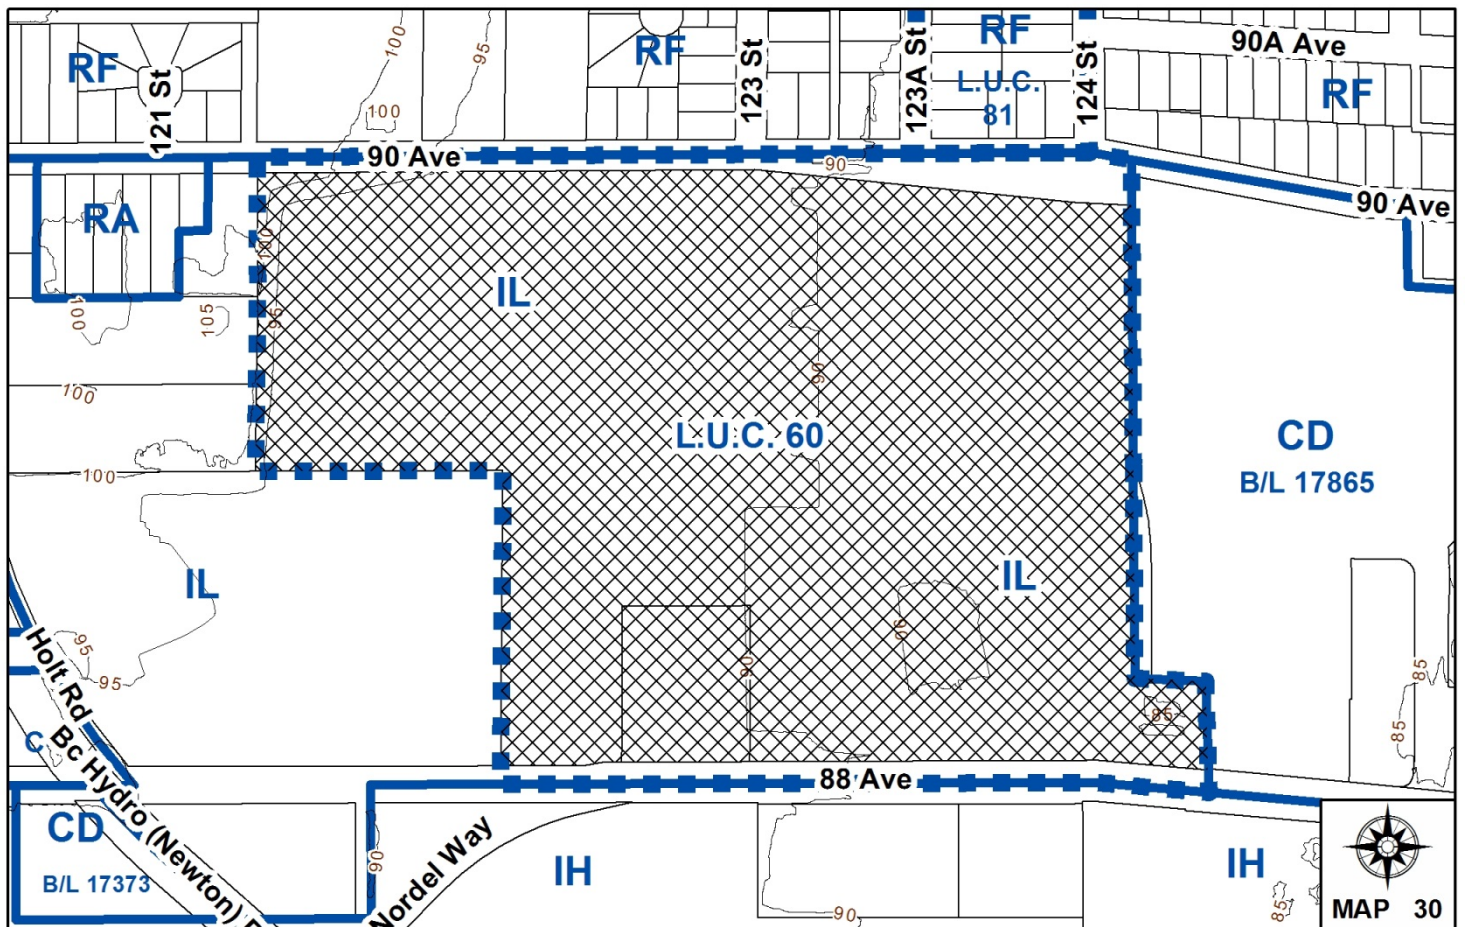 RF
121 St
100
95
100
RF
123 St
123A St
RF
L.U.C.
81
124 St
90A Ave
RF
90 Ave
90
90 Ave
RA
100
100
105
95
IL
100
90
L.U.C. 60
CD
B/L 17865
100
IL
IL
95
95
90
90
85
85
85
Holt Rd
C
Bc Hydro (Newton)
88 Ave
CD
B/L 17373
90
Nordel Way
IH
90
IH
85
MAP 30